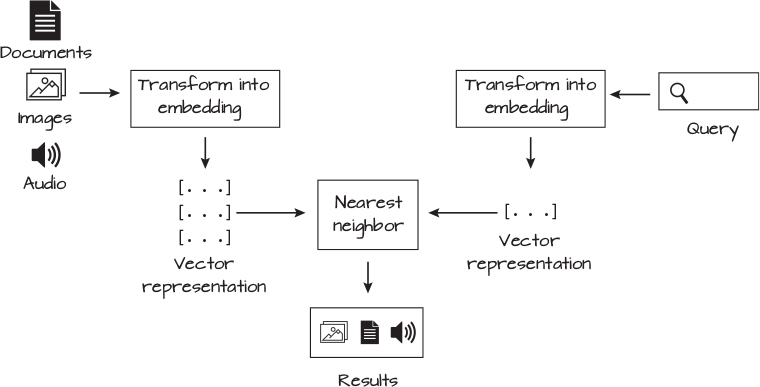 Documents
Images
Audio
Transform into
embedding
[. . .]
[. . .]
[. . .]
Vector
representation
Nearest
neighbor
Results
Transform into
embedding
Query
[. . .]
Vector
representation